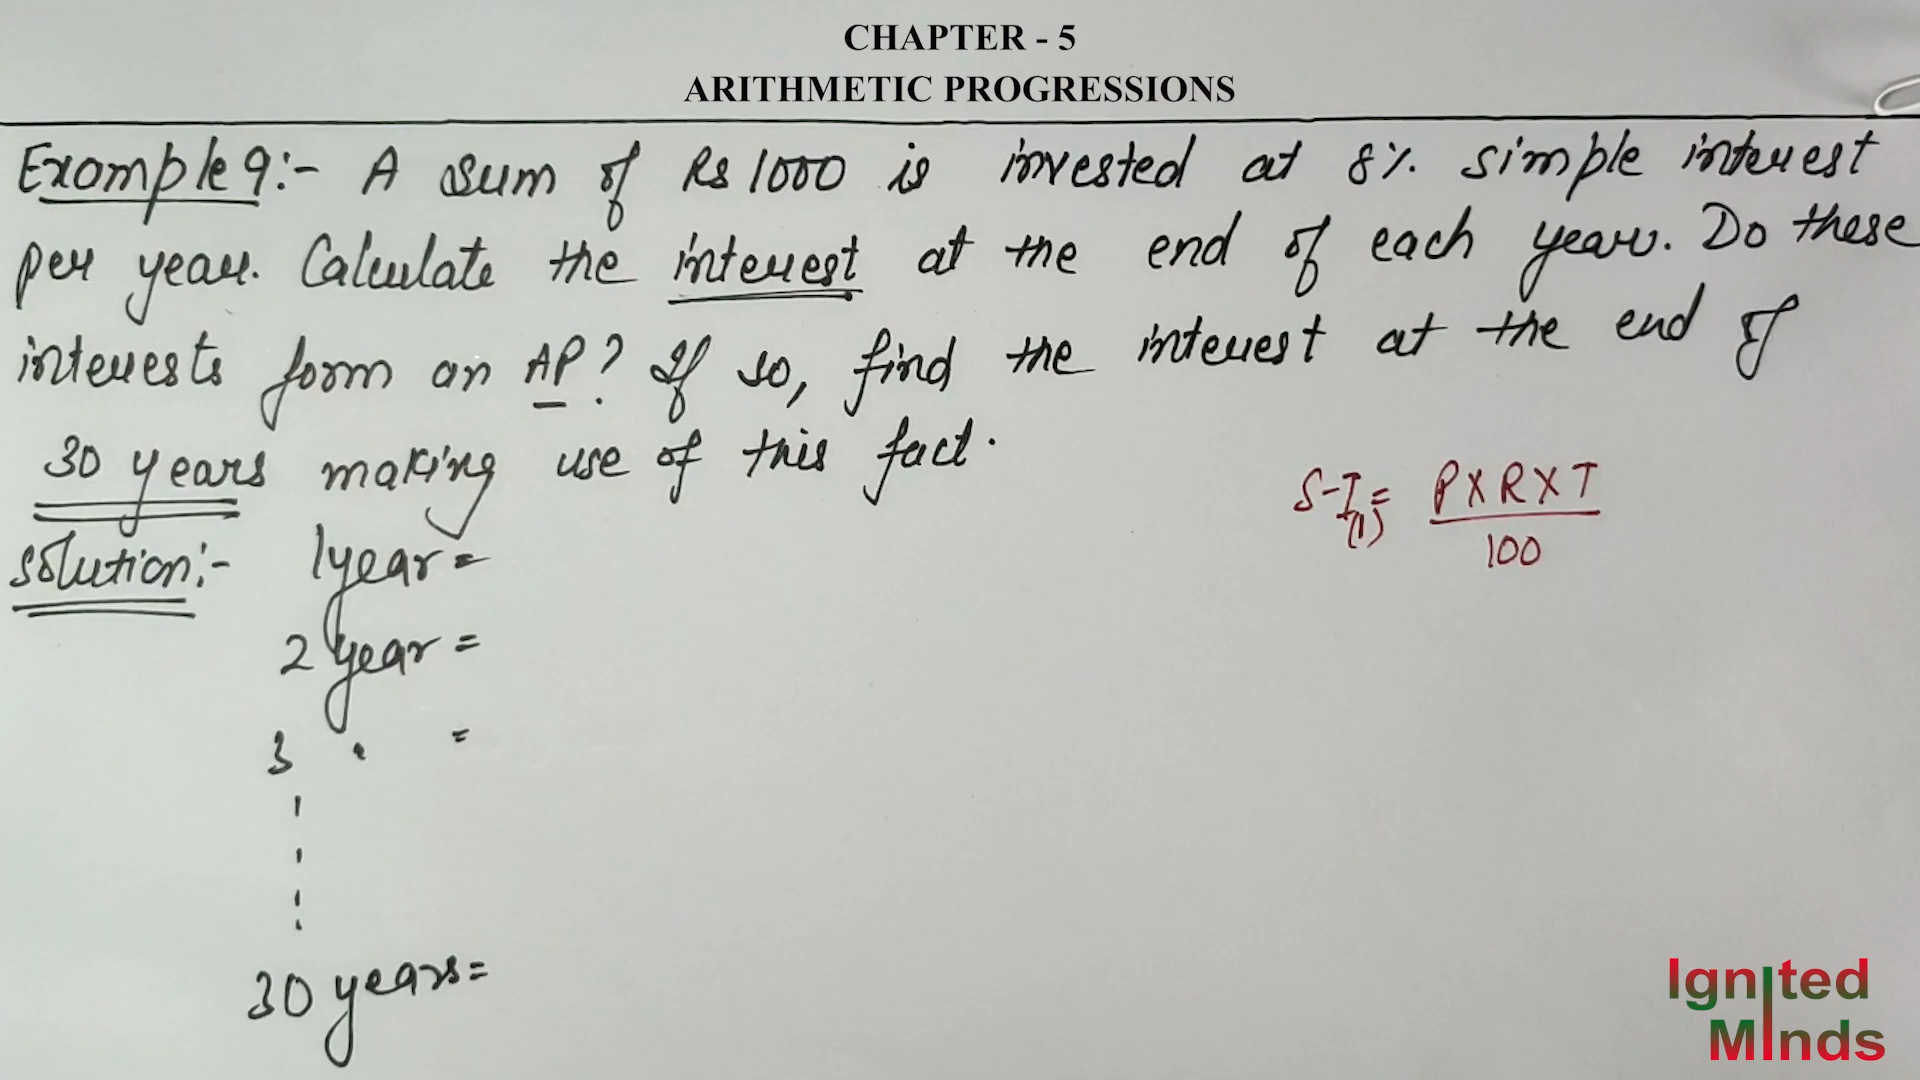 CHAPTER - 5
ARITHMETIC PROGRESSIONS
Example 9:- A sum of Rs 1000 is invested at 8% simple interest
per year. Calculate the interest at the end of each year. Do these
interests form an AP? If so, find the interest at the end of
30 years making use of this fact.
S-I(1) = P×R×T
100
Solution:- 1year =
2 year =
3 " =
30 years=
Ignited
Minds